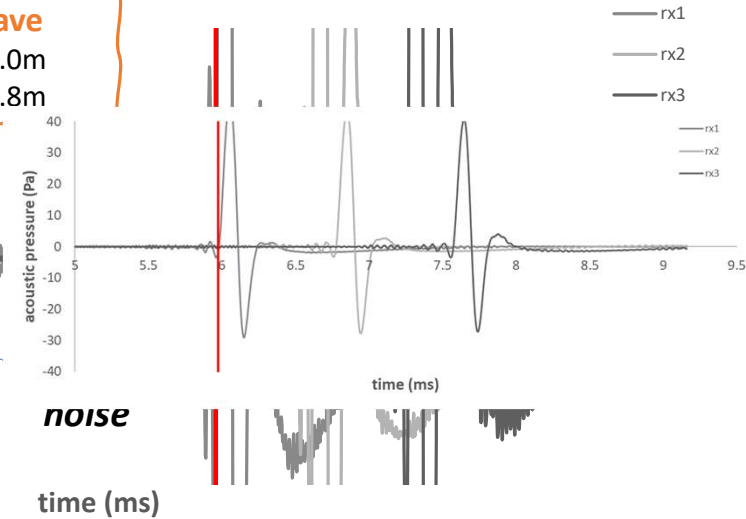 ave
.0m
.8m
rx1
rx2
rx3
40
30
20
10
0
-10
-20
-30
-40
acoustic pressure (Pa)
5 5.5 6 6.5 7 7.5 8 8.5 9 9.5
time (ms)
rx1
rx2
rx3
noise
time (ms)